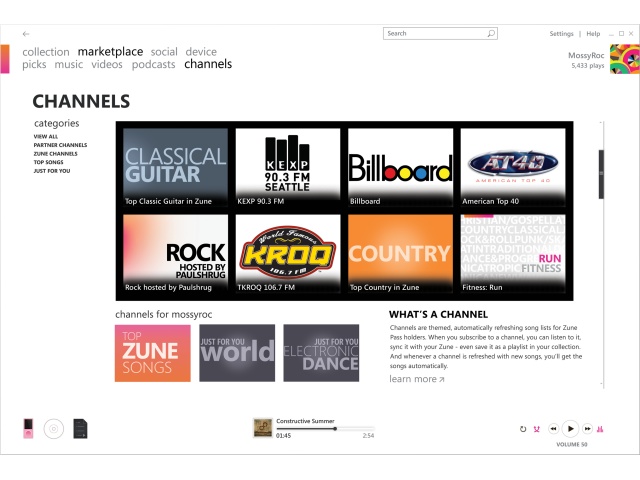 Search
Settings | Help
collection marketplace social device
picks music videos podcasts channels
MossyRoc
5,433 plays
CHANNELS
categories
VIEW ALL
PARTNER CHANNELS
ZUNE CHANNELS
TOP SONGS
JUST FOR YOU
CLASSICAL
GUITAR
Top Classic Guitar in Zune
KEXP
90.3 FM
SEATTLE
KEXP 90.3 FM
Billboard
Billboard
AT40
AMERICAN TOP 40
American Top 40
ROCK
HOSTED BY
PAULSHRUG
Rock hosted by Paulshrug
World Famous
KROQ
106.7 FM
TKROQ 106.7 FM
COUNTRY
Top Country in Zune
RISTIAN/GOSPELLA
COUNTRYCLASSICAL
OCK&ROLLPUNK/SK
RUN
FITNESS
Fitness: Run
channels for mossyroc
TOP
ZUNE
SONGS
JUST FOR YOU
world
JUST FOR YOU
ELECTRONIC
DANCE
WHAT'S A CHANNEL
Channels are themed, automatically refreshing song lists for Zune
Pass holders. When you subscribe to a channel, you can listen to it,
sync it with your Zune - even save it as a playlist in your collection.
And whenever a channel is refreshed with new songs, you'll get the
songs automatically.
learn more
Constructive Summer
01:45
2:54
VOLUME 50